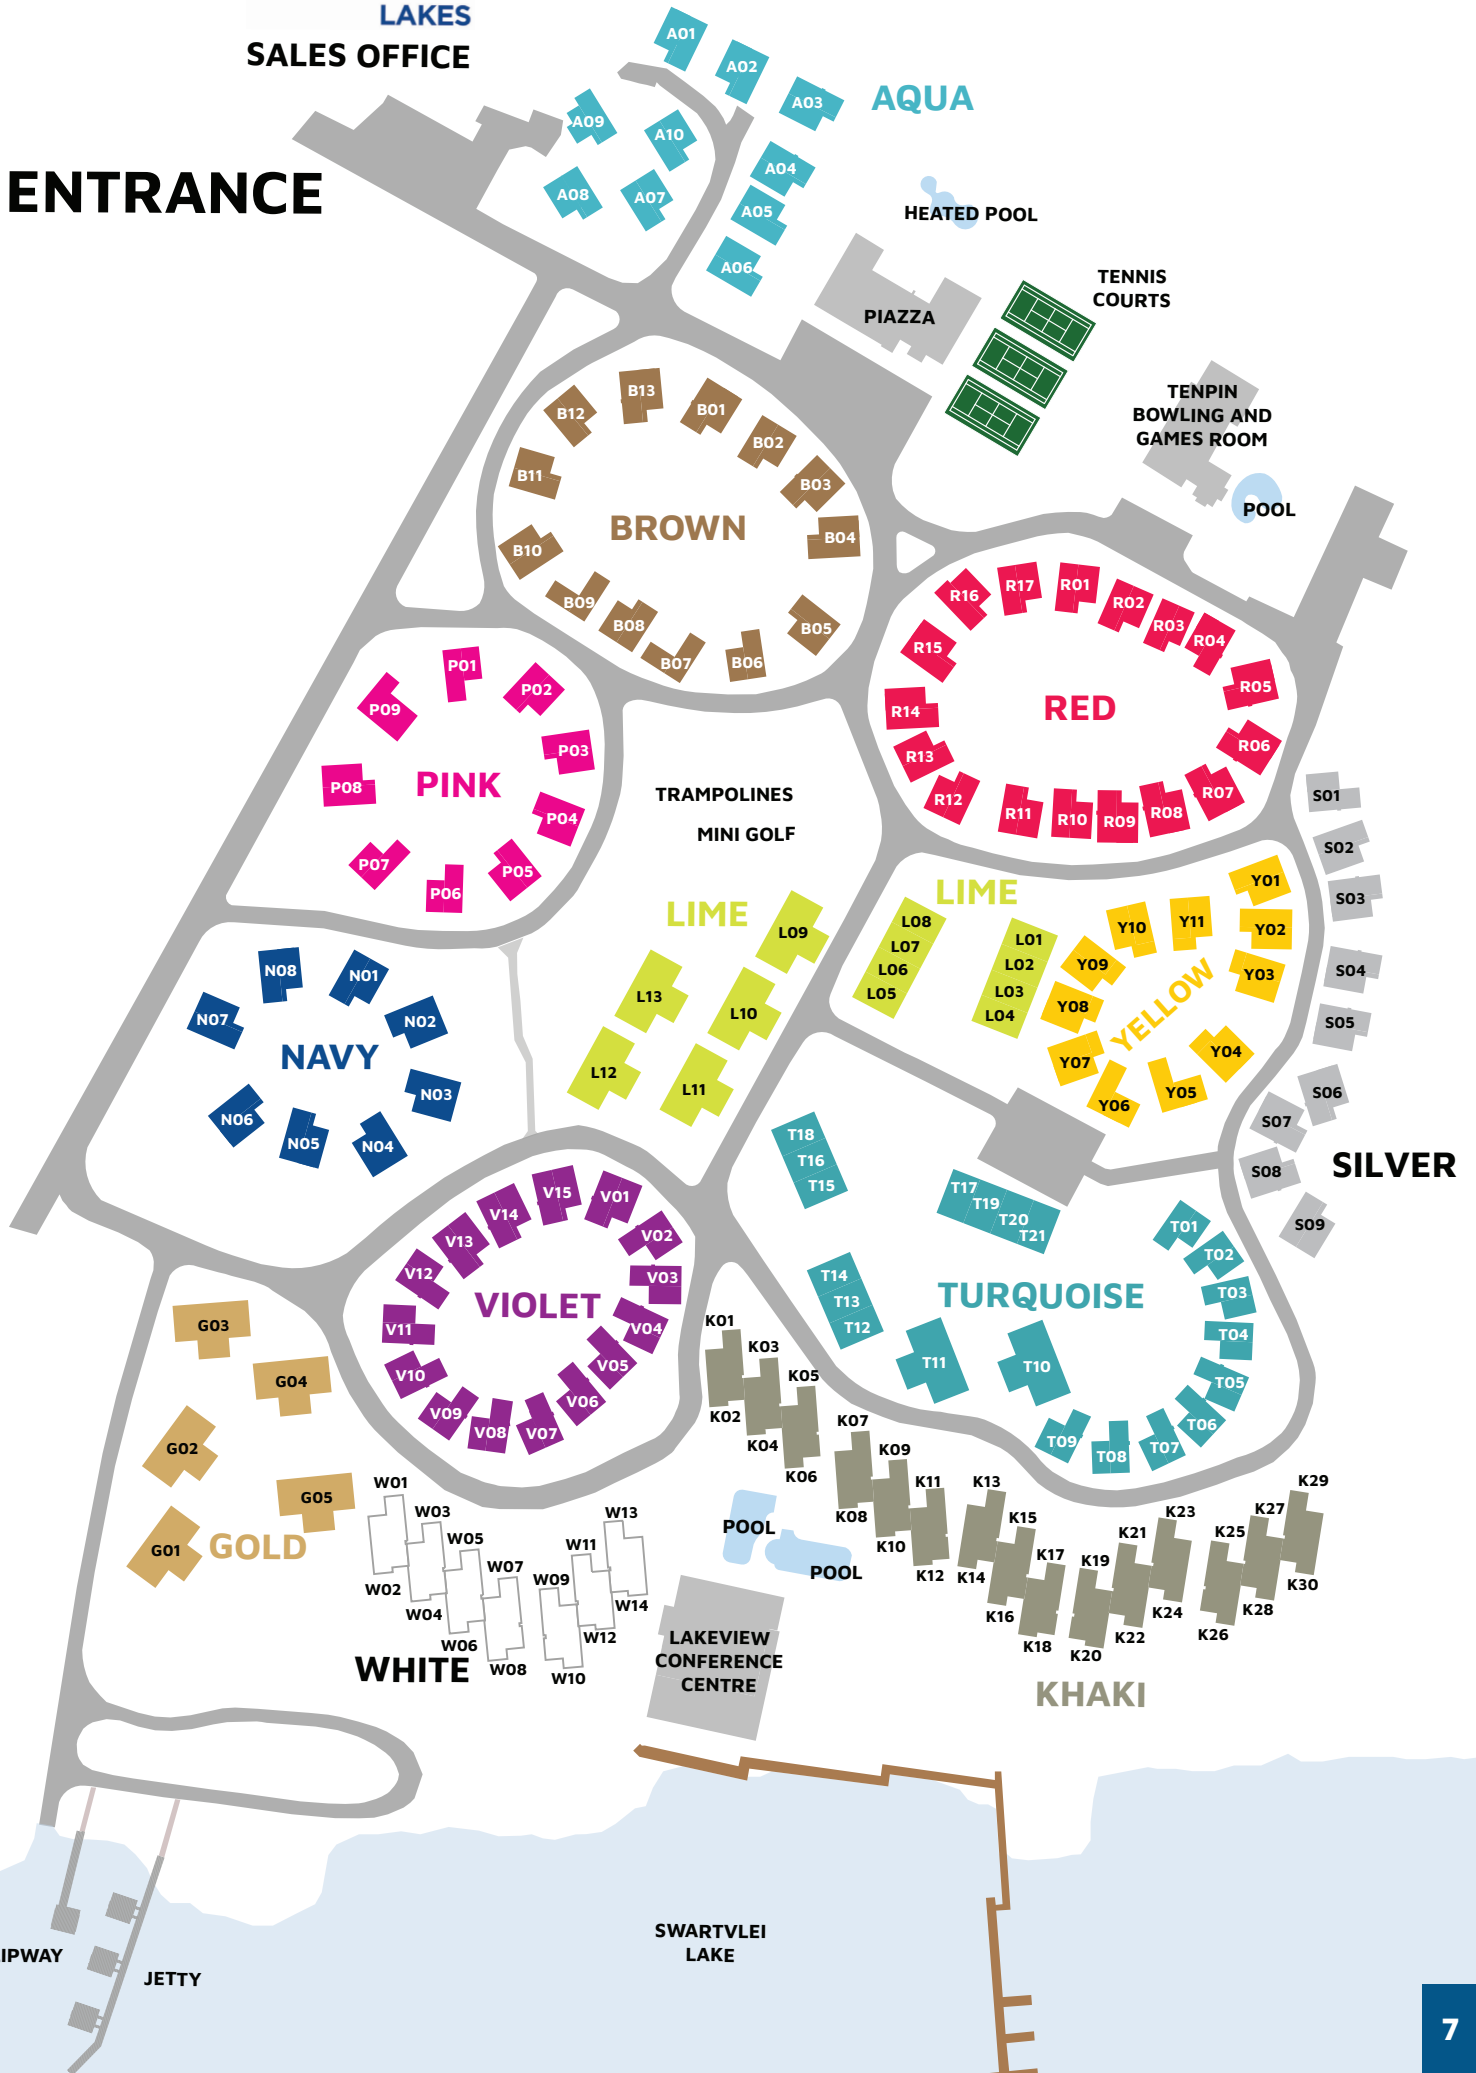 LAKES
SALES OFFICE
ENTRANCE
A01
A02
A03
AQUA
A09
A10
A04
A08
A07
A05
A06
HEATED POOL
TENNIS
COURTS
PIAZZA
TENPIN
BOWLING AND
GAMES ROOM
POOL
B13
B12
B01
B02
B11
B03
BROWN
B04
B10
B09
B08
B05
B07
B06
R17
R01
R16
R02
R03
R04
R15
R05
R14
RED
R13
R06
R12
R07
R11
R10
R09
R08
P01
P02
P09
P03
P08
PINK
P04
P07
P05
P06
TRAMPOLINES
MINI GOLF
S01
S02
S03
S04
S05
S06
S07
S08
S09
SILVER
LIME
L09
L13
L10
L12
L11
LIME
L08
L07
L06
L05
L01
L02
L03
L04
Y01
Y11
Y10
Y02
Y09
Y03
Y08
YELLOW
Y04
Y07
Y05
Y06
N08
N01
N07
N02
NAVY
N03
N06
N05
N04
T18
T16
T15
T17
T19
T20
T21
T01
T02
T14
T13
T12
TURQUOISE
T03
T04
T11
T10
T05
T06
T09
T08
T07
V15
V01
V14
V02
V13
V12
V03
VIOLET
V11
V04
V05
V10
V06
V09
V08
V07
G03
G04
G02
G05
G01
GOLD
K01
K03
K05
K02
K04
K06
K07
K09
K11
K08
K10
K12
K13
K15
K17
K14
K16
K18
K19
K21
K23
K20
K22
K24
K25
K27
K29
K26
K28
K30
KHAKI
W01
W03
W05
W07
W02
W04
W06
W08
W09
W11
W13
W10
W12
W14
WHITE
POOL
POOL
LAKEVIEW
CONFERENCE
CENTRE
SWARTVLEI
LAKE
IPWAY
JETTY
7